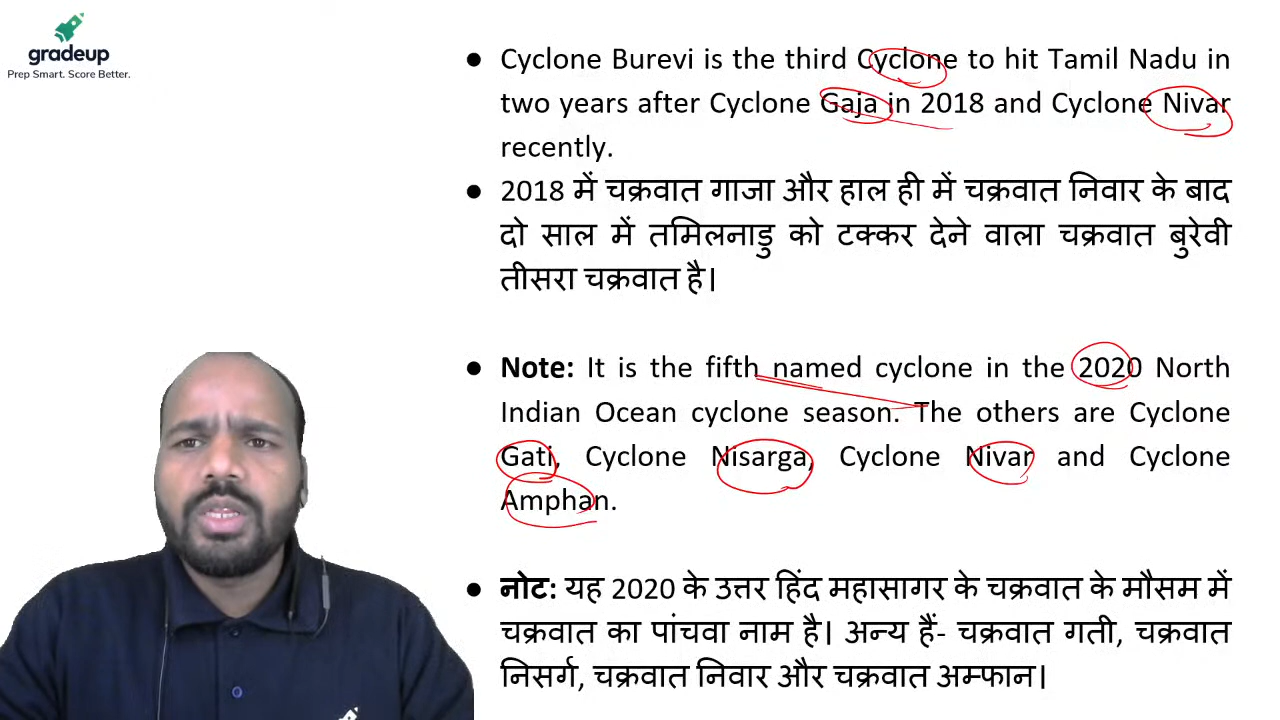 gradeup
Prep Smart. Score Better.
● Cyclone Burevi is the third Cyclone to hit Tamil Nadu in
two years after Cyclone Gaja in 2018 and Cyclone Nivar
recently.
● 2018 में चक्रवात गाजा और हाल ही में चक्रवात निवार के बाद
दो साल में तमिलनाडु को टक्कर देने वाला चक्रवात बुरेवी
तीसरा चक्रवात है।
● Note: It is the fifth named cyclone in the 2020 North
Indian Ocean cyclone season. The others are Cyclone
Gati, Cyclone Nisarga, Cyclone Nivar and Cyclone
Amphan.
● नोट: यह 2020 के उत्तर हिंद महासागर के चक्रवात के मौसम में
चक्रवात का पांचवा नाम है। अन्य हैं- चक्रवात गती, चक्रवात
निसर्ग, चक्रवात निवार और चक्रवात अम्फान।